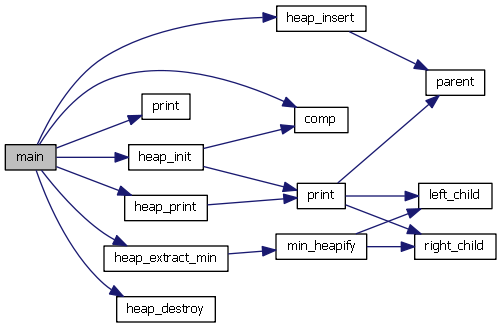 heap_insert
parent
print
comp
main
heap_init
print
left_child
heap_print
min_heapify
right_child
heap_extract_min
heap_destroy